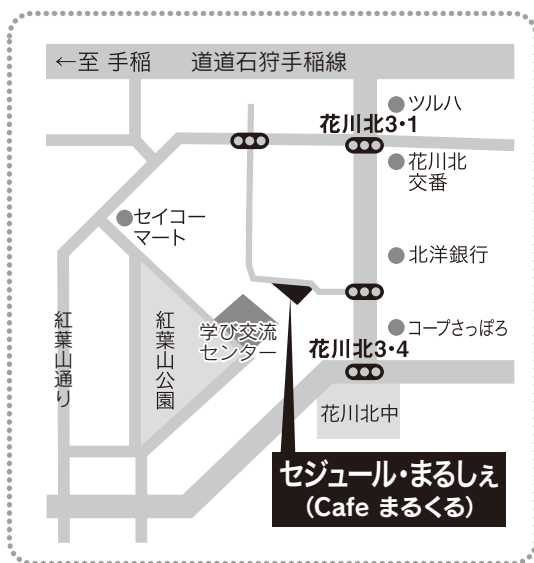 ←至 手稲 道道石狩手稲線
ツルハ
花川北3・1
花川北
交番
セイコー
マート
北洋銀行
紅葉山通り
紅葉山公園
学び交流
センター
コープさっぽろ
花川北3・4
花川北中
セジュール・まるしぇ
(Cafe まるくる)